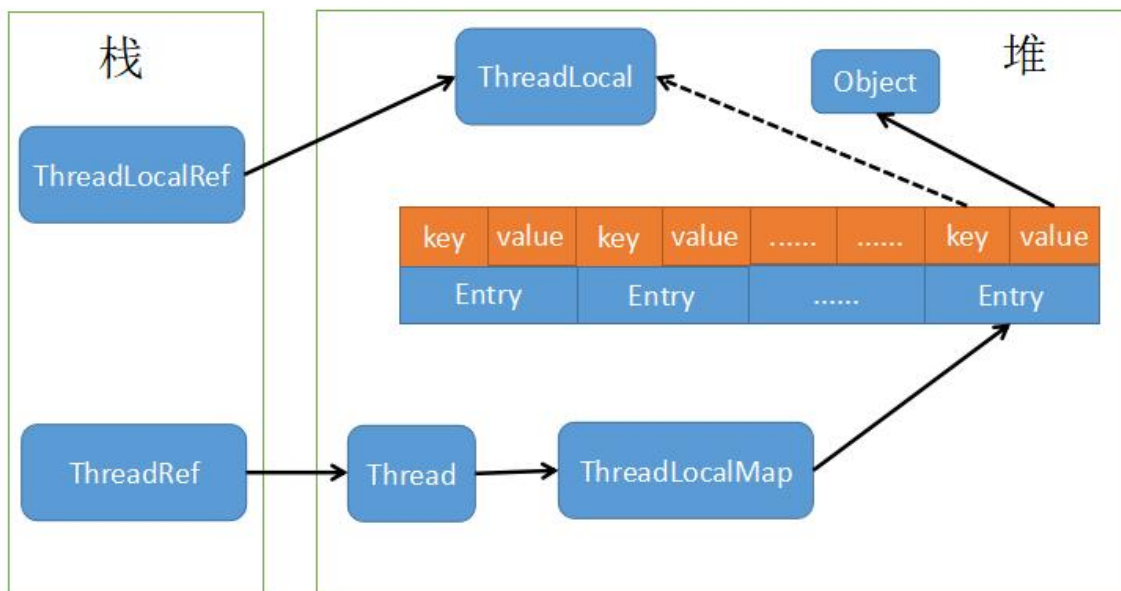 栈
堆
ThreadLocal
Object
ThreadLocalRef
key value key value ...... ...... key value
Entry Entry ...... Entry
ThreadRef
Thread
ThreadLocalMap